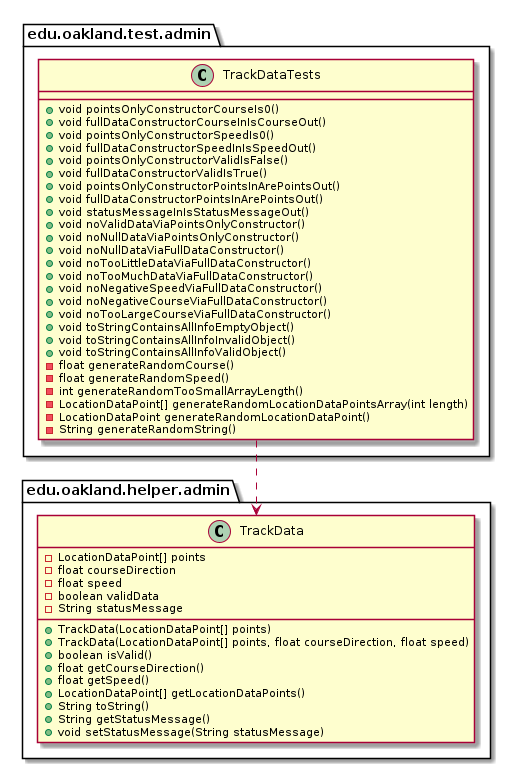 edu.oakland.test.admin
C TrackDataTests
void pointsOnlyConstructorCourseIs0()
void fullDataConstructorCourseInIsCourseOut()
void pointsOnlyConstructorSpeedIs0()
void fullDataConstructorSpeedInIsSpeedOut()
void pointsOnlyConstructorValidIsFalse()
void fullDataConstructorValidIsTrue()
void pointsOnlyConstructorPointsInArePointsOut()
void fullDataConstructorPointsInArePointsOut()
void statusMessageInIsStatusMessageOut()
void noValidDataViaPointsOnlyConstructor()
void noNullDataViaPointsOnlyConstructor()
void noNullDataViaFullDataConstructor()
void noTooLittleDataViaFullDataConstructor()
void noTooMuchDataViaFullDataConstructor()
void noNegativeSpeedViaFullDataConstructor()
void noNegativeCourseViaFullDataConstructor()
void noTooLargeCourseViaFullDataConstructor()
void toStringContainsAllInfoEmptyObject()
void toStringContainsAllInfoInvalidObject()
void toStringContainsAllInfoValidObject()
float generateRandomCourse()
float generateRandomSpeed()
int generateRandomTooSmallArrayLength()
LocationDataPoint[] generateRandomLocationDataPointsArray(int length)
LocationDataPoint generateRandomLocationDataPoint()
String generateRandomString()
edu.oakland.helper.admin
C TrackData
LocationDataPoint[] points
float courseDirection
float speed
boolean validData
String statusMessage
TrackData(LocationDataPoint[] points)
TrackData(LocationDataPoint[] points, float courseDirection, float speed)
boolean isValid()
float getCourseDirection()
float getSpeed()
LocationDataPoint[] getLocationDataPoints()
String toString()
String getStatusMessage()
void setStatusMessage(String statusMessage)